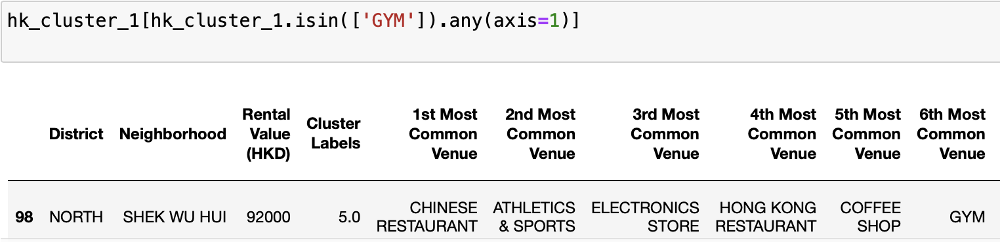 hk_cluster_1[hk_cluster_1.isin(['GYM']).any(axis=1)]
District Neighborhood Rental Value (HKD) Cluster Labels 1st Most Common Venue 2nd Most Common Venue 3rd Most Common Venue 4th Most Common Venue 5th Most Common Venue 6th Most Common Venue
98 NORTH SHEK WU HUI 92000 5.0 CHINESE RESTAURANT ATHLETICS & SPORTS ELECTRONICS STORE HONG KONG RESTAURANT COFFEE SHOP GYM